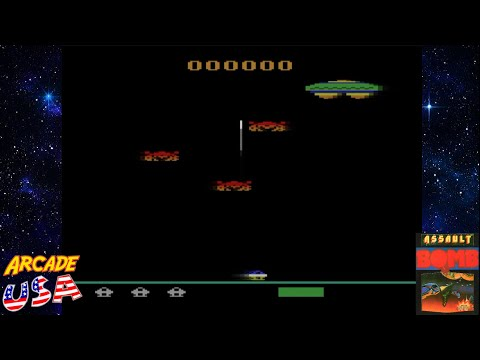 000000
ARCADE
USA
ASSAULT
BOMB